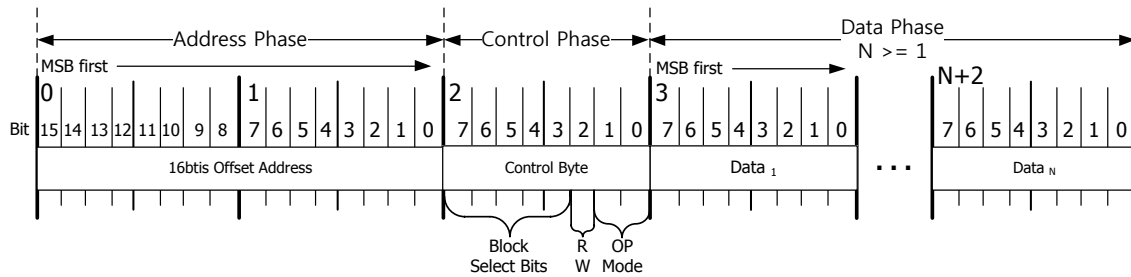 Address Phase Control Phase Data Phase
N >= 1
MSB first MSB first
0 1 2 3 N+2
Bit 15 14 13 12 11 10 9 8 7 6 5 4 3 2 1 0 7 6 5 4 3 2 1 0 7 6 5 4 3 2 1 0 7 6 5 4 3 2 1 0
16btis Offset Address Control Byte Data 1 ... Data N
Block R OP
Select Bits W Mode